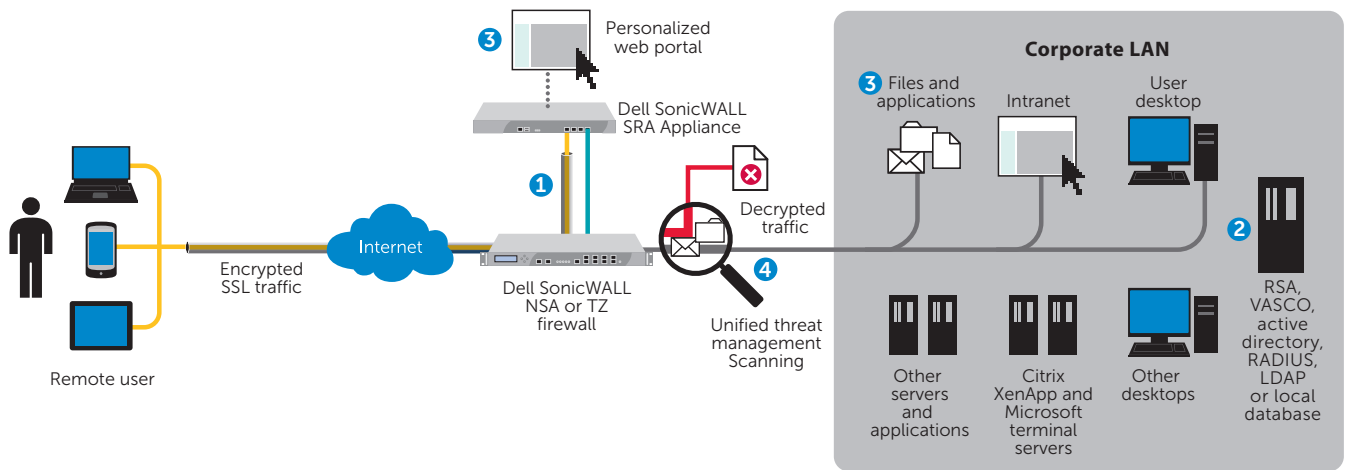 3
Personalized
web portal
Dell SonicWALL
SRA Appliance
1
Decrypted
traffic
Internet
Encrypted
SSL traffic
Dell SonicWALL
NSA or TZ
firewall
4
Unified threat
management
Scanning
Remote user
Corporate LAN
3 Files and
applications
Intranet
User
desktop
2
RSA,
VASCO,
active
directory,
RADIUS,
LDAP
or local
database
Other
servers
and
applications
Citrix
XenApp and
Microsoft
terminal
servers
Other
desktops